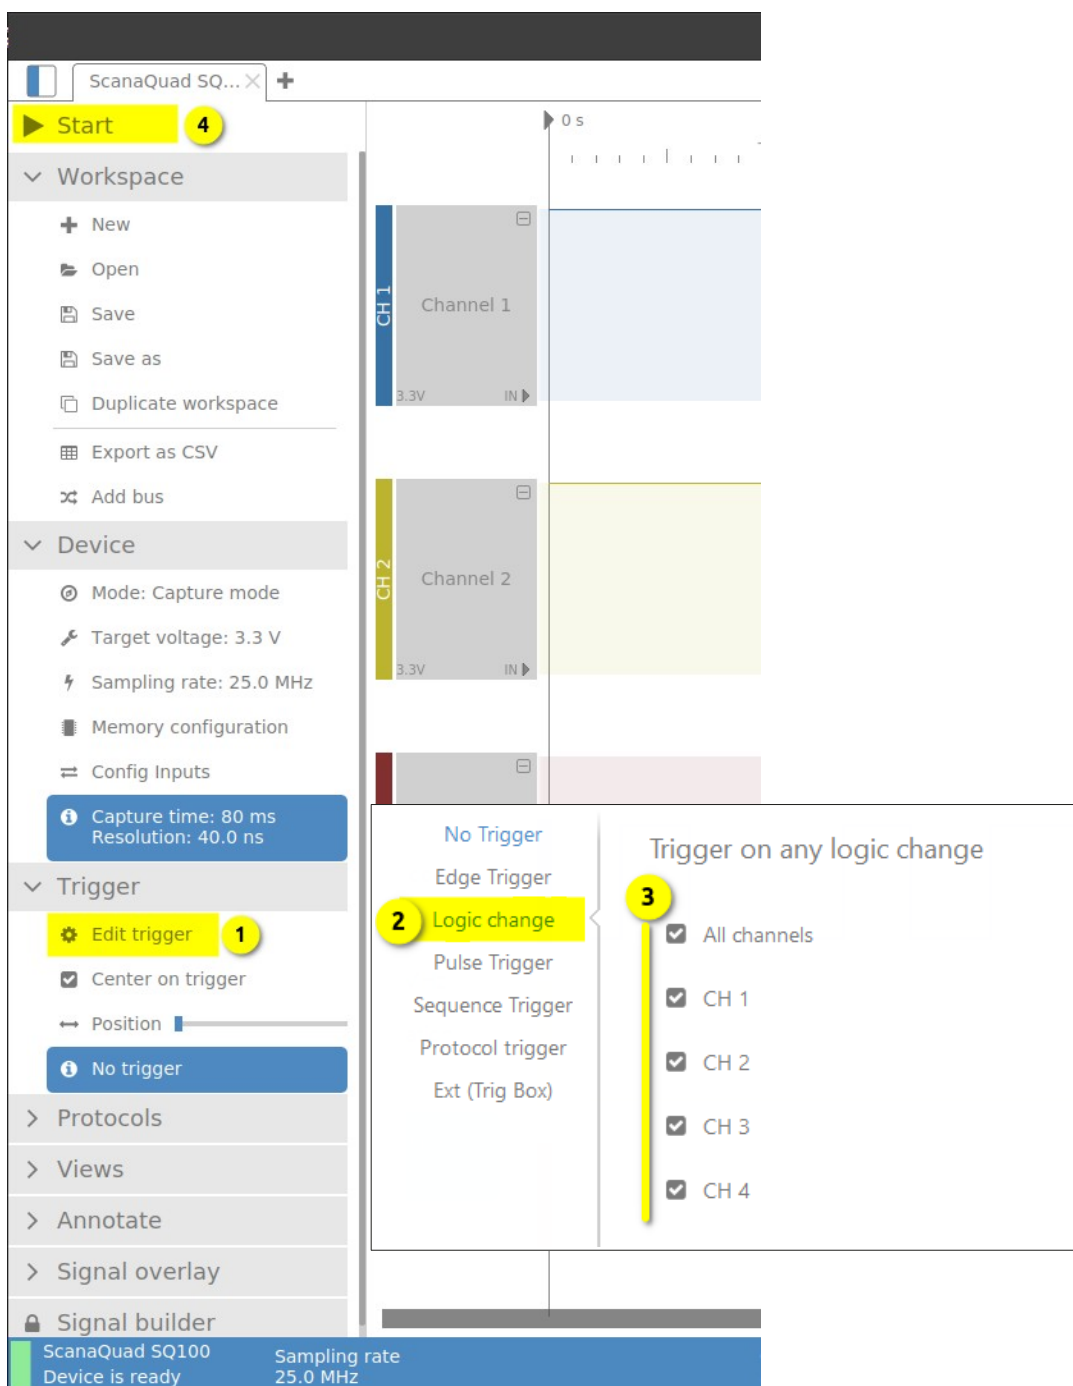 ScanaQuad SQ...
Start
4
0 s
Workspace
New
Open
Save
Save as
Duplicate workspace
Export as CSV
Add bus
CH 1
Channel 1
3.3V
IN
CH 2
Channel 2
3.3V
IN
Device
Mode: Capture mode
Target voltage: 3.3 V
Sampling rate: 25.0 MHz
Memory configuration
Config Inputs
Capture time: 80 ms
Resolution: 40.0 ns
Trigger
Edit trigger
1
Center on trigger
Position
No trigger
Protocols
Views
Annotate
Signal overlay
Signal builder
No Trigger
Edge Trigger
2
Logic change
Pulse Trigger
Sequence Trigger
Protocol trigger
Ext (Trig Box)
Trigger on any logic change
3
All channels
CH 1
CH 2
CH 3
CH 4
ScanaQuad SQ100
Device is ready
Sampling rate
25.0 MHz